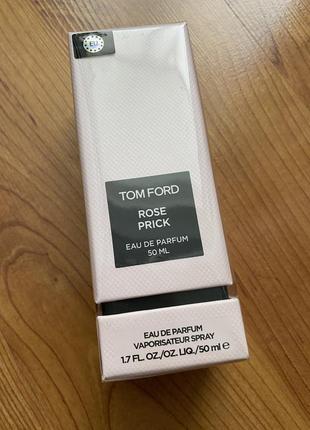 EU
TOM FORD
ROSE
PRICK
EAU DE PARFUM
50 ML
EAU DE PARFUM
VAPORISATEUR SPRAY
1.7 FL. OZ./OZ. LIQ./50 ml e